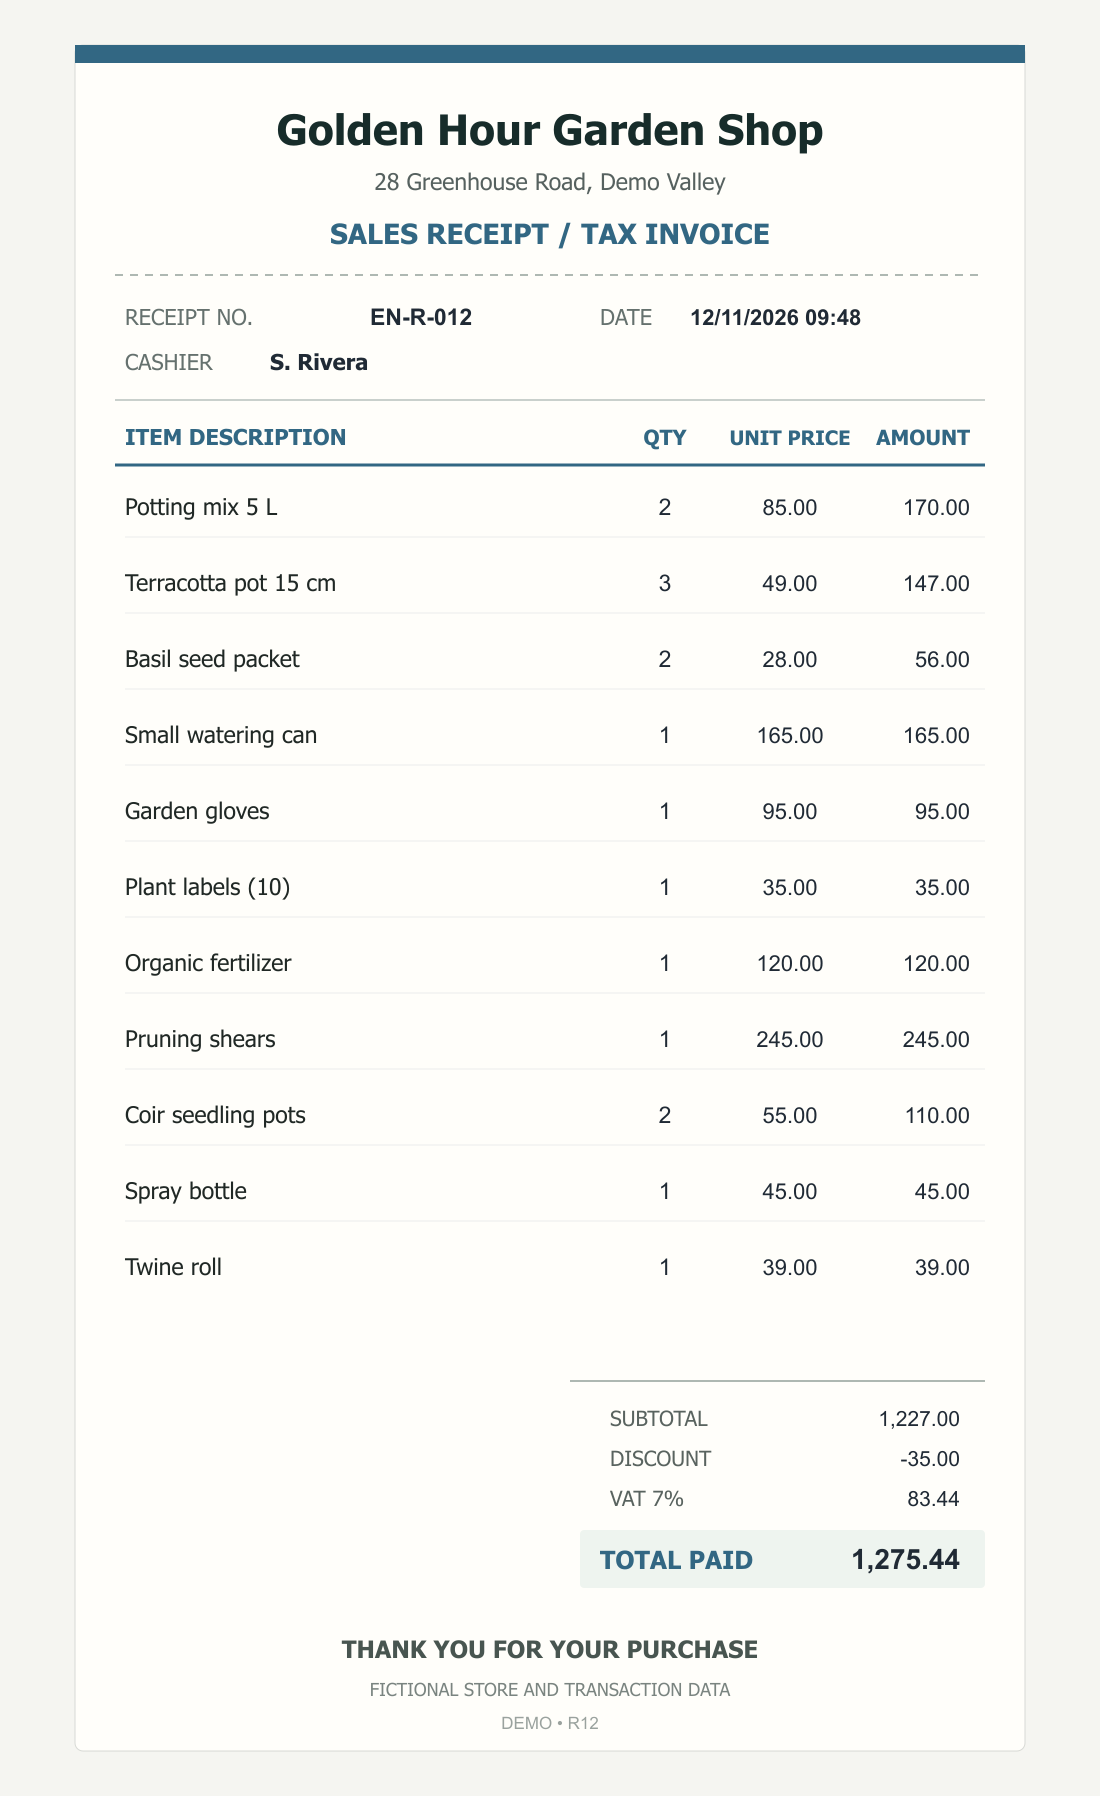 Golden Hour Garden Shop
28 Greenhouse Road, Demo Valley
SALES RECEIPT / TAX INVOICE
RECEIPT NO. EN-R-012 DATE 12/11/2026 09:48
CASHIER S. Rivera
ITEM DESCRIPTION QTY UNIT PRICE AMOUNT
Potting mix 5 L 2 85.00 170.00
Terracotta pot 15 cm 3 49.00 147.00
Basil seed packet 2 28.00 56.00
Small watering can 1 165.00 165.00
Garden gloves 1 95.00 95.00
Plant labels (10) 1 35.00 35.00
Organic fertilizer 1 120.00 120.00
Pruning shears 1 245.00 245.00
Coir seedling pots 2 55.00 110.00
Spray bottle 1 45.00 45.00
Twine roll 1 39.00 39.00
SUBTOTAL 1,227.00
DISCOUNT -35.00
VAT 7% 83.44
TOTAL PAID 1,275.44
THANK YOU FOR YOUR PURCHASE
FICTIONAL STORE AND TRANSACTION DATA
DEMO • R12